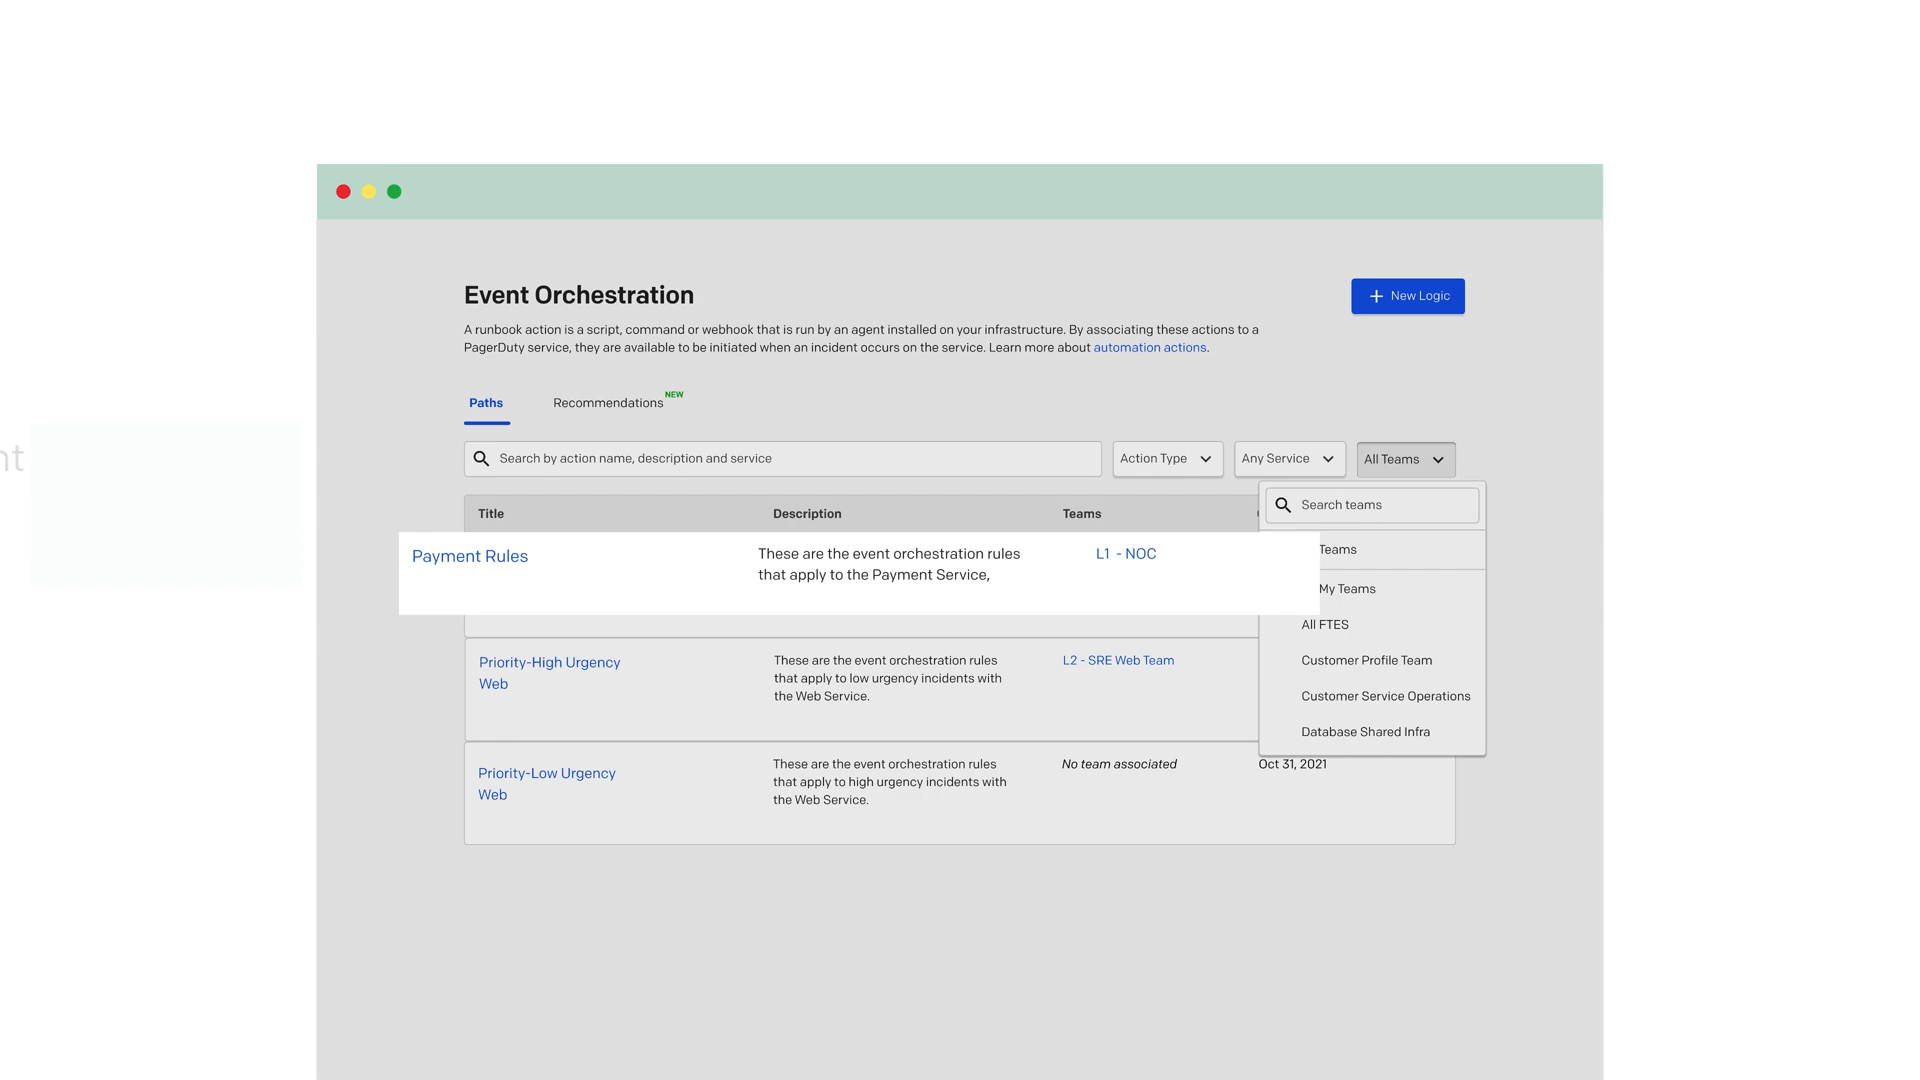 Event Orchestration
+ New Logic
A runbook action is a script, command or webhook that is run by an agent installed on your infrastructure. By associating these actions to a
PagerDuty service, they are available to be initiated when an incident occurs on the service. Learn more about automation actions.
Paths
Recommendations NEW
nt
Search by action name, description and service
Action Type
Any Service
All Teams
Search teams
Title
Description
Teams
Teams
My Teams
All FTES
Customer Profile Team
Customer Service Operations
Database Shared Infra
Payment Rules
These are the event orchestration rules
that apply to the Payment Service,
L1 - NOC
Priority-High Urgency
Web
These are the event orchestration rules
that apply to low urgency incidents with
the Web Service.
L2 - SRE Web Team
Priority-Low Urgency
Web
These are the event orchestration rules
that apply to high urgency incidents with
the Web Service.
No team associated
Oct 31, 2021